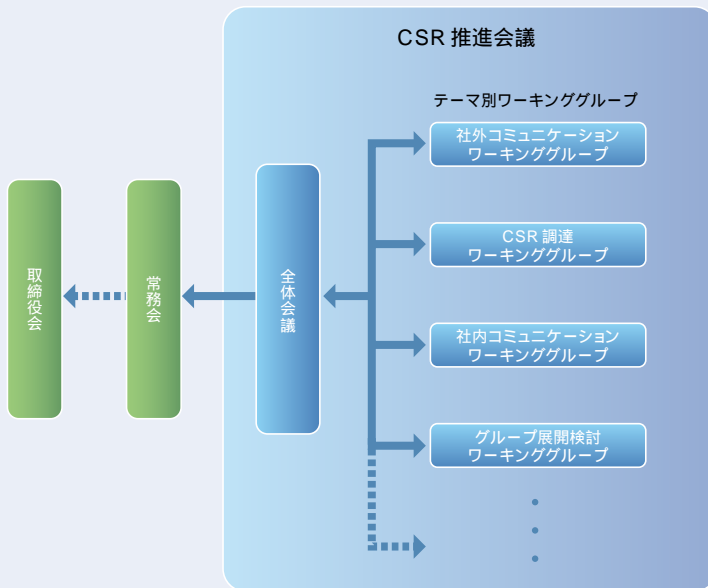 CSR 推進会議
テーマ別ワーキンググループ
社外コミュニケーション
ワーキンググループ
CSR 調達
ワーキンググループ
社内コミュニケーション
ワーキンググループ
グループ展開検討
ワーキンググループ
全体会議
常務会
取締役会